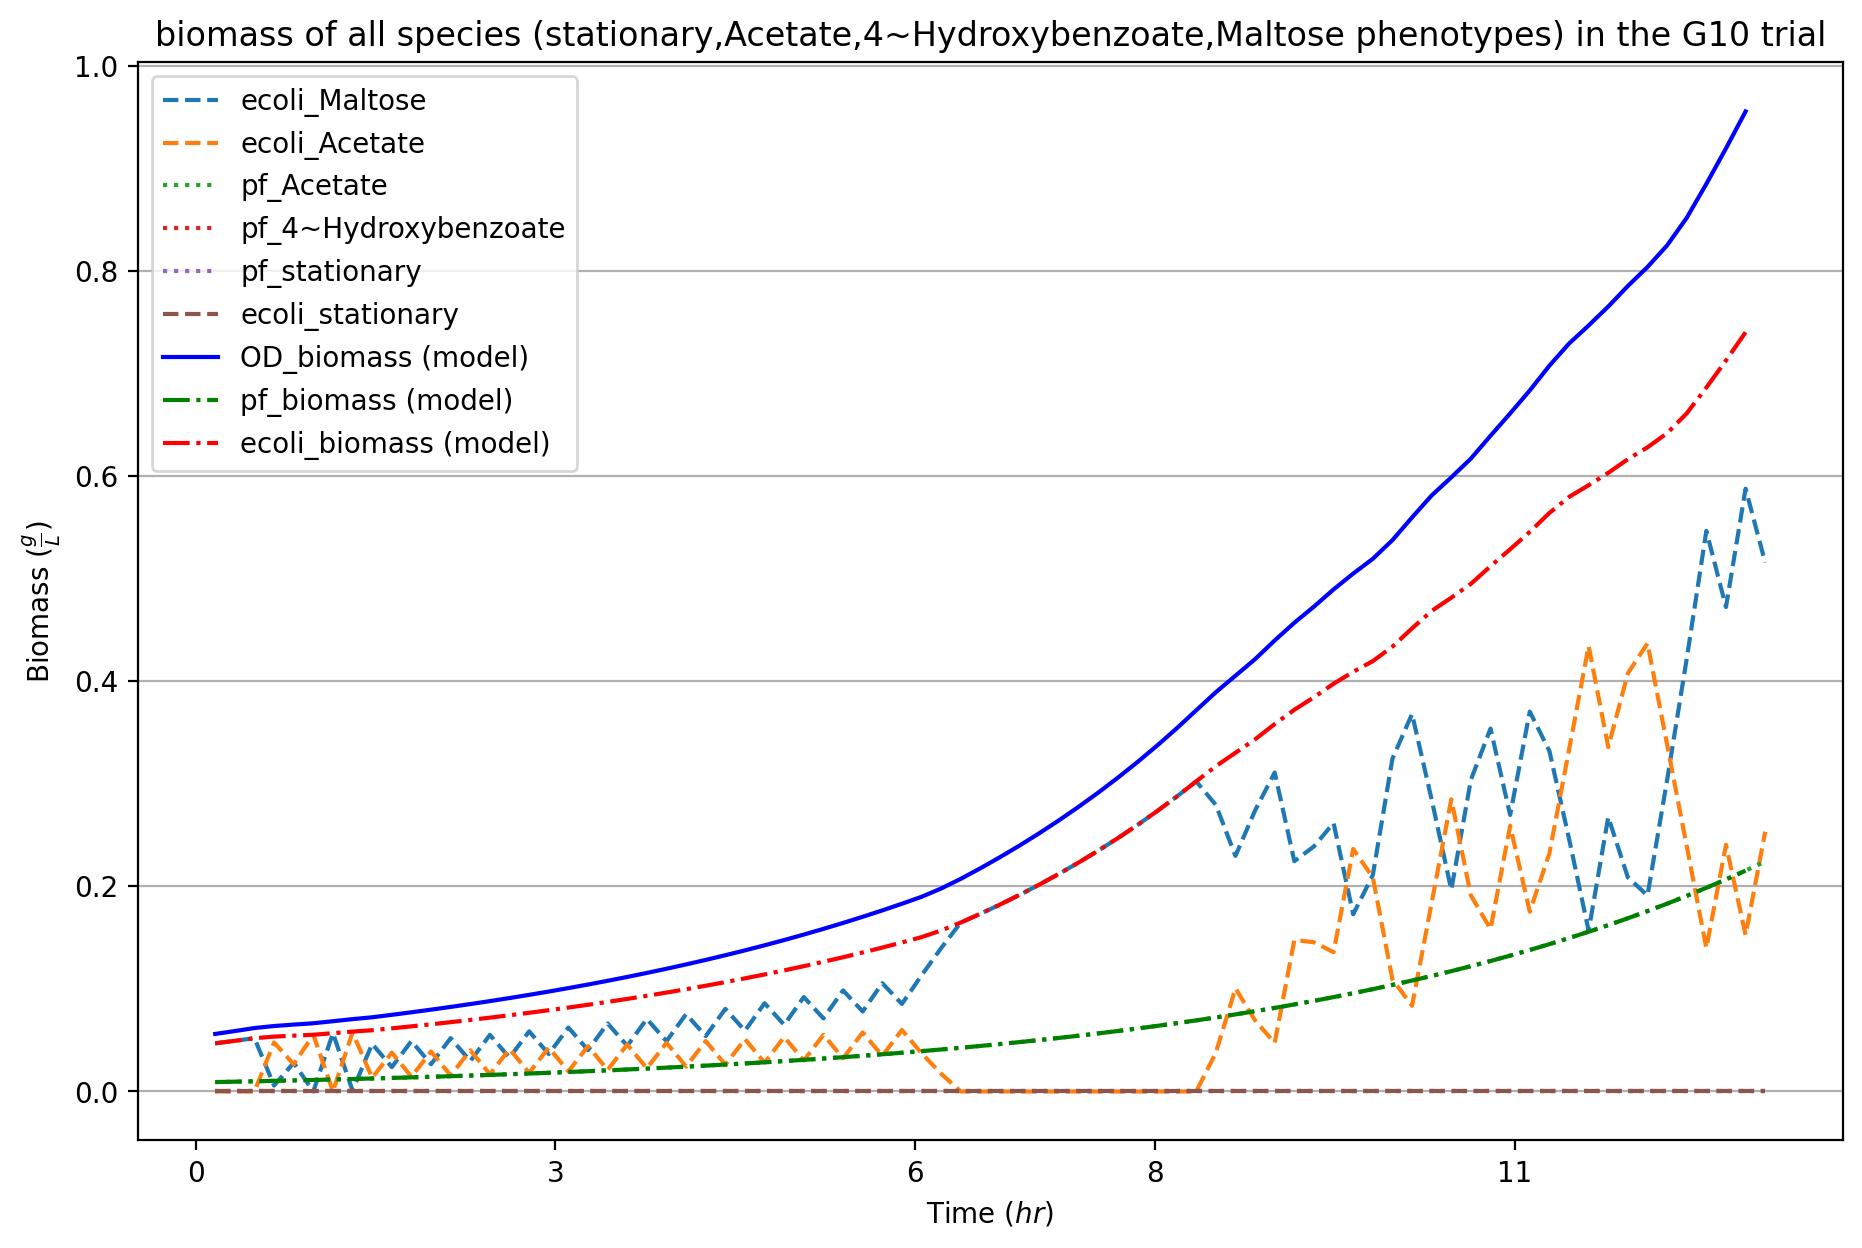 biomass of all species (stationary,Acetate,4~Hydroxybenzoate,Maltose phenotypes) in the G10 trial
1.0
0.8
0.6
0.4
0.2
0.0
Biomass (g/L)
ecoli_Maltose
ecoli_Acetate
pf_Acetate
pf_4~Hydroxybenzoate
pf_stationary
ecoli_stationary
OD_biomass (model)
pf_biomass (model)
ecoli_biomass (model)
0 3 6 8 11
Time (hr)